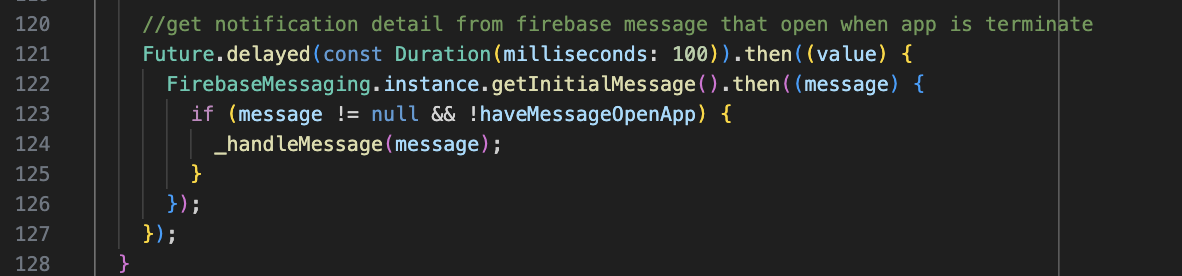 120 //get notification detail from firebase message that open when app is terminate
121 Future.delayed(const Duration(milliseconds: 100)).then((value) {
122 FirebaseMessaging.instance.getInitialMessage().then((message) {
123 if (message != null && !haveMessageOpenApp) {
124 _handleMessage(message);
125 }
126 });
127 });
128 }